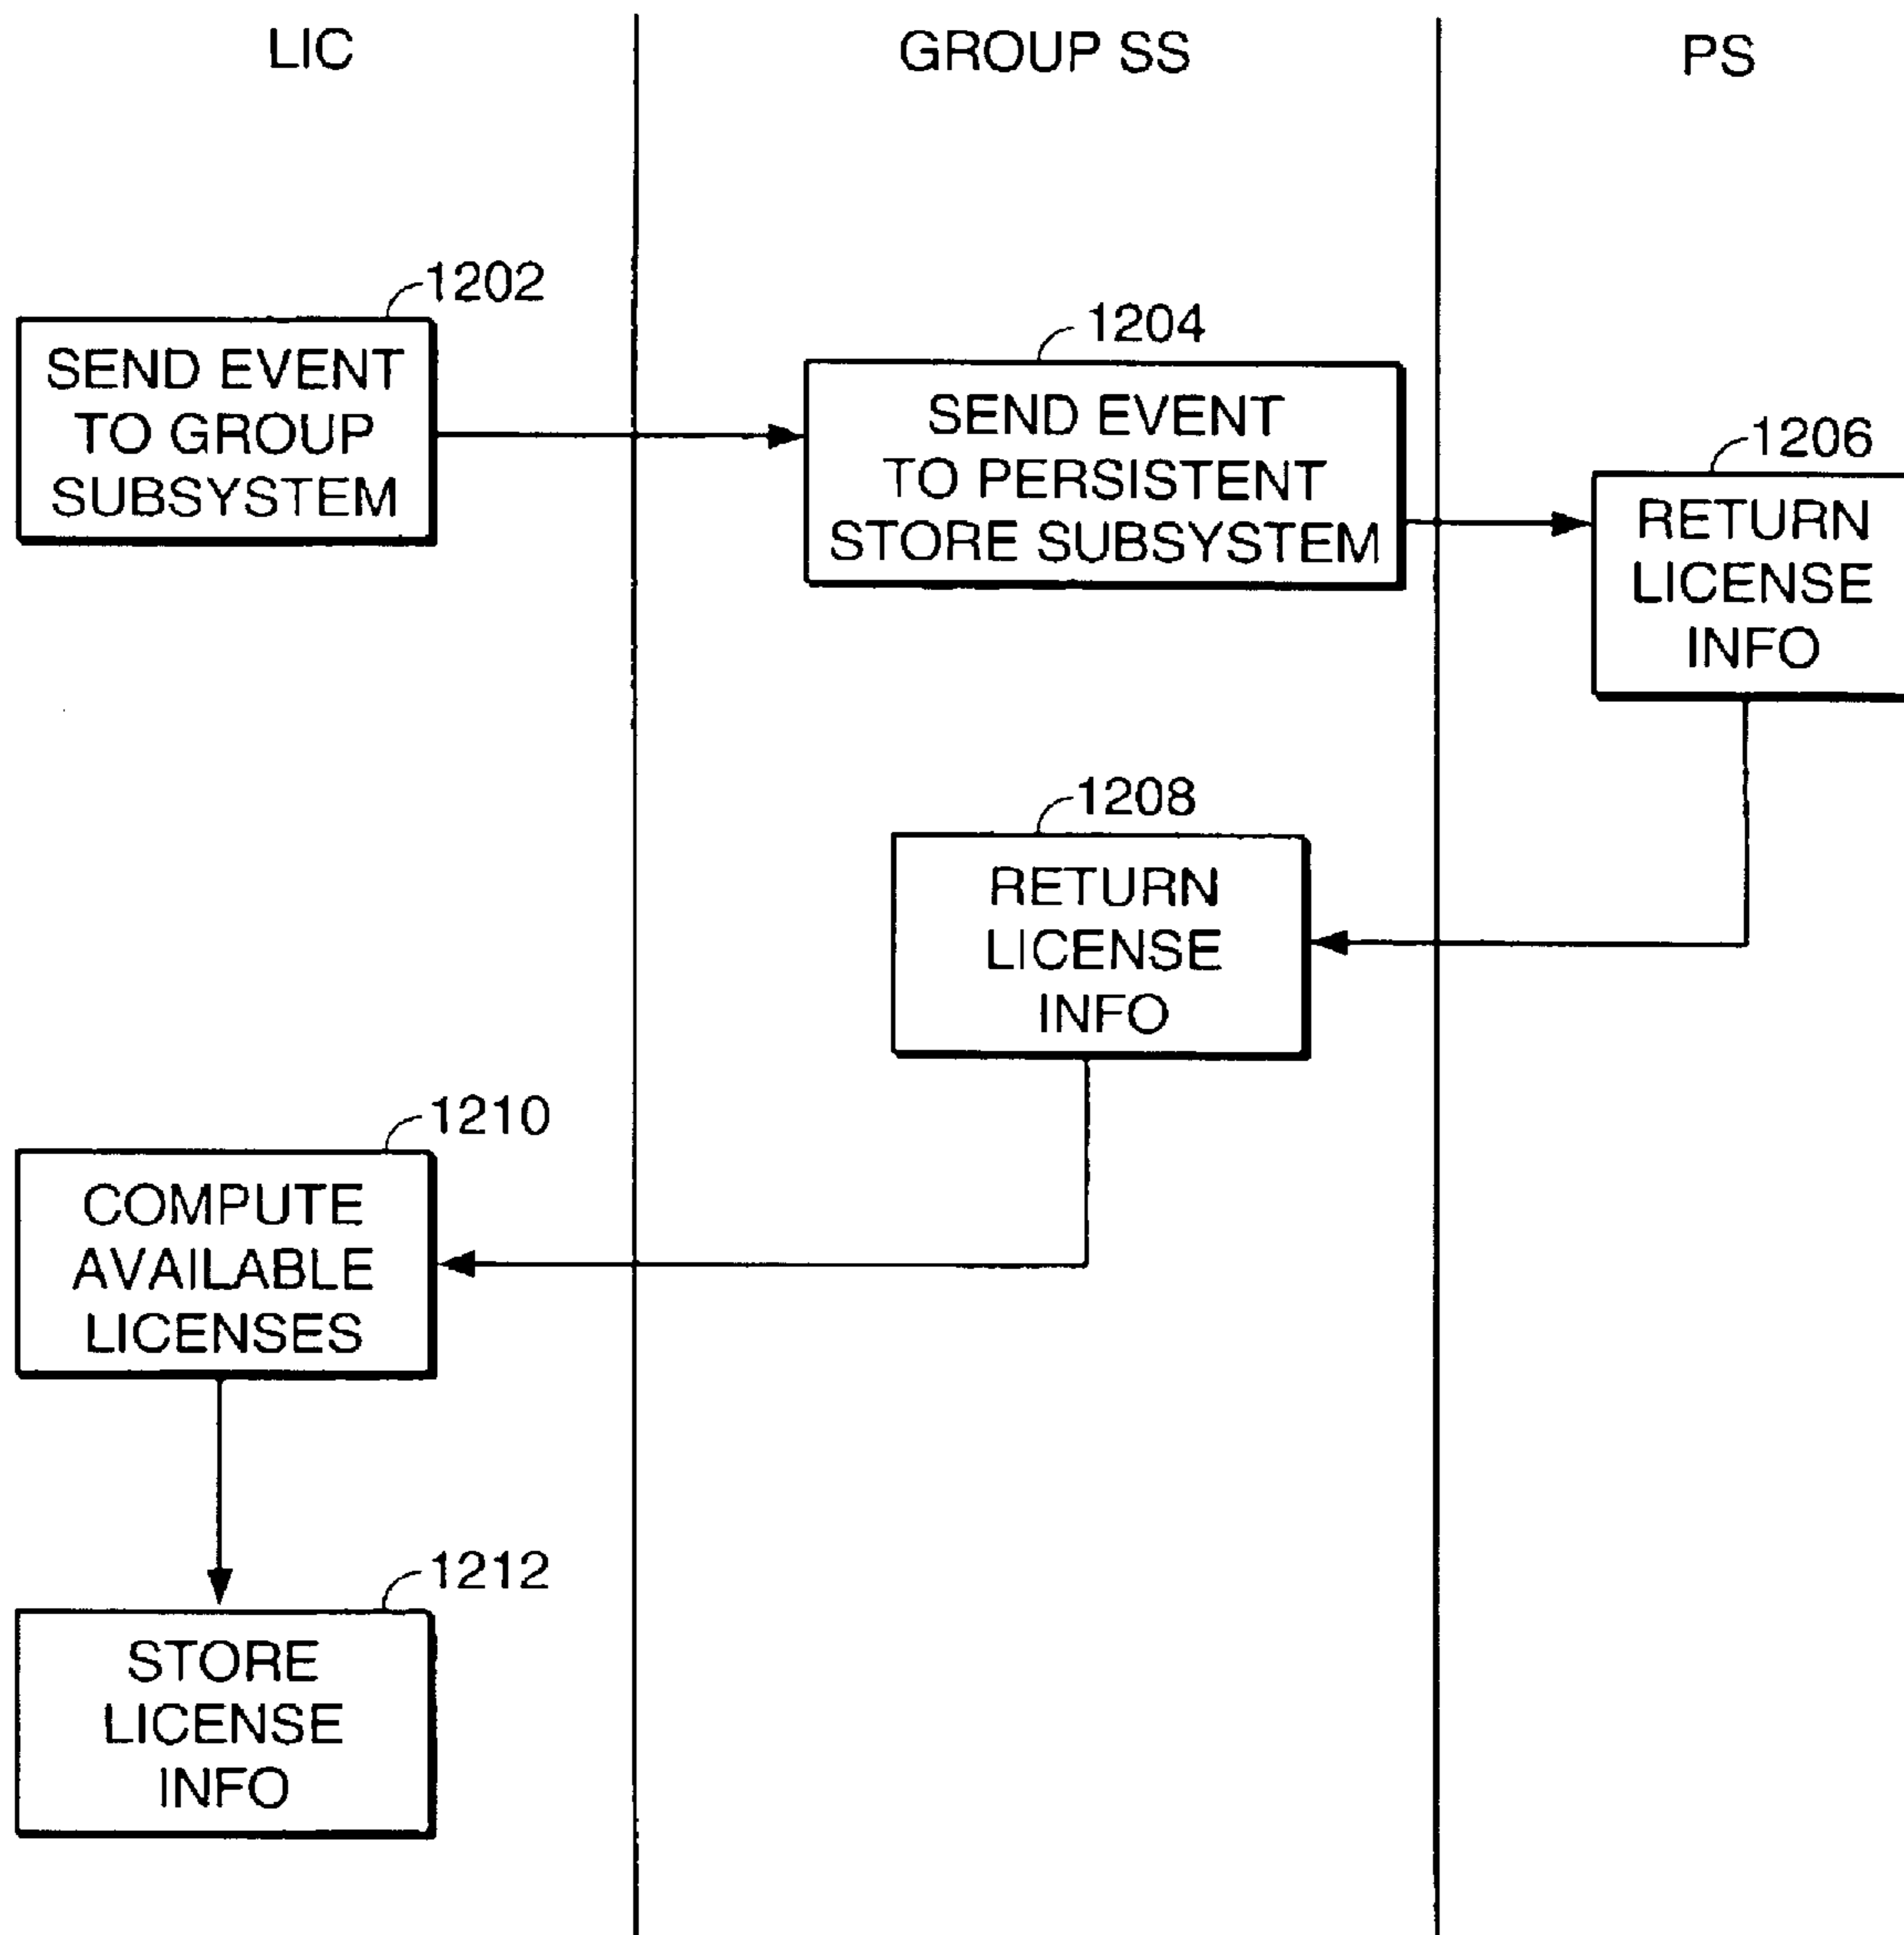 LIC
GROUP SS
PS
1202
SEND EVENT
TO GROUP
SUBSYSTEM
1204
SEND EVENT
TO PERSISTENT
STORE SUBSYSTEM
1206
RETURN
LICENSE
INFO
1208
RETURN
LICENSE
INFO
1210
COMPUTE
AVAILABLE
LICENSES
1212
STORE
LICENSE
INFO